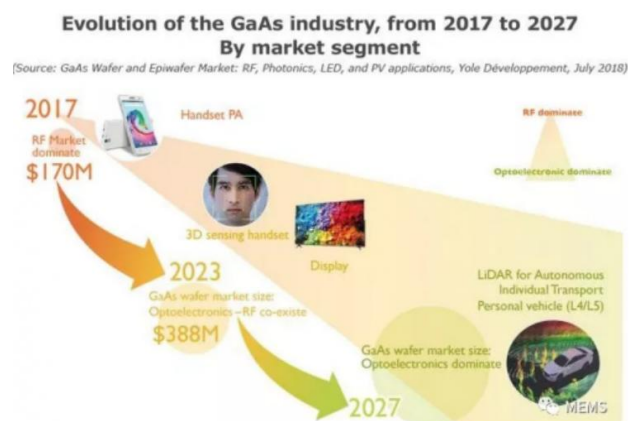 Evolution of the GaAs industry, from 2017 to 2027
By market segment
(Source: GaAs Wafer and Epiwafer Market: RF, Photonics, LED, and PV applications, Yole Développement, July 2018)
2017
Handset PA
RF dominate
RF Market
dominate
$170M
Optoelectronic dominate
3D sensing handset
Display
2023
LiDAR for Autonomous
Individual Transport
Personal vehicle (L4/L5)
GaAs wafer market size:
Optoelectronics –RF co-existe
$388M
GaAs wafer market size:
Optoelectronics dominate
2027
MEMS